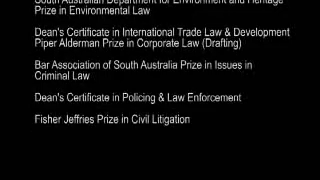 South Australian Department for Environment and Heritage
Prize in Environmental Law
Dean's Certificate in International Trade Law & Development
Piper Alderman Prize in Corporate Law (Drafting)
Bar Association of South Australia Prize in Issues in
Criminal Law
Dean's Certificate in Policing & Law Enforcement
Fisher Jeffries Prize in Civil Litigation